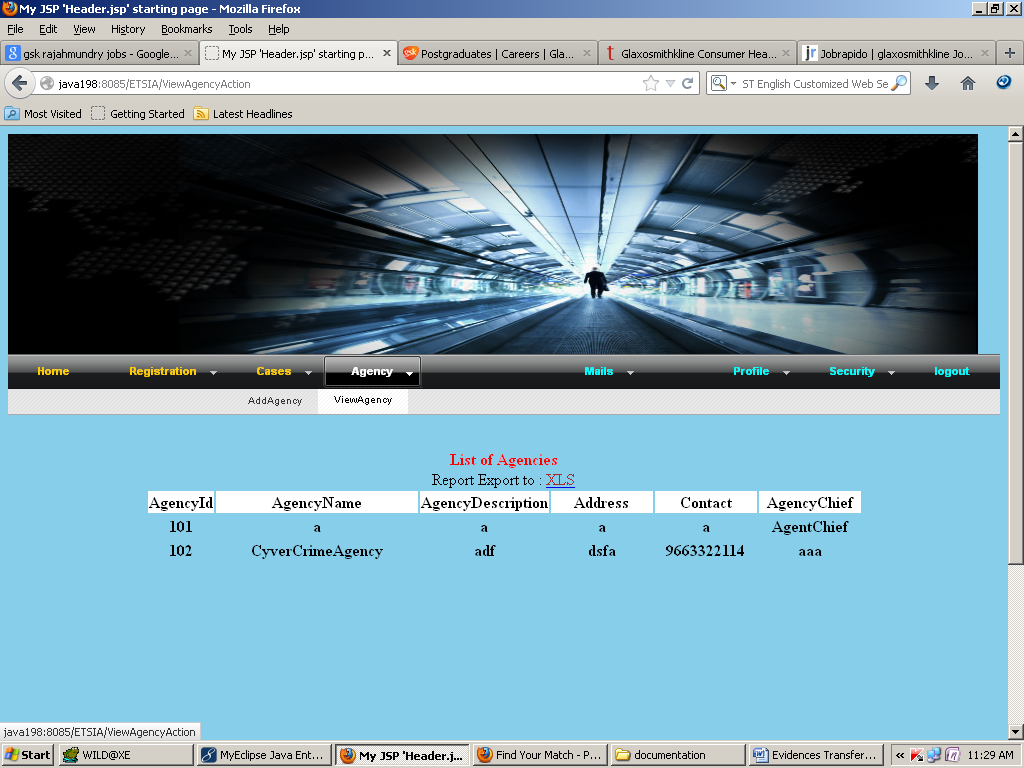 My JSP 'Header.jsp' starting page - Mozilla Firefox
File Edit View History Bookmarks Tools Help
gsk rajahmundry jobs - Google... My JSP 'Header.jsp' starting p... Postgraduates | Careers | Gla... Glaxosmithkline Consumer Hea... Jobrapido | glaxosmithkline Jo...
java198:8085/ETSIA/ViewAgencyAction ST English Customized Web Se
Most Visited Getting Started Latest Headlines
Home Registration Cases Agency Mails Profile Security logout
AddAgency ViewAgency
List of Agencies
Report Export to : XLS
AgencyId AgencyName AgencyDescription Address Contact AgencyChief
101 a a a a AgentChief
102 CyverCrimeAgency adf dsfa 9663322114 aaa
java198:8085/ETSIA/ViewAgencyAction
Start WILD@XE MyEclipse Java Ent... My JSP 'Header.j... Find Your Match - P... documentation Evidences Transfer... « 11:29 AM